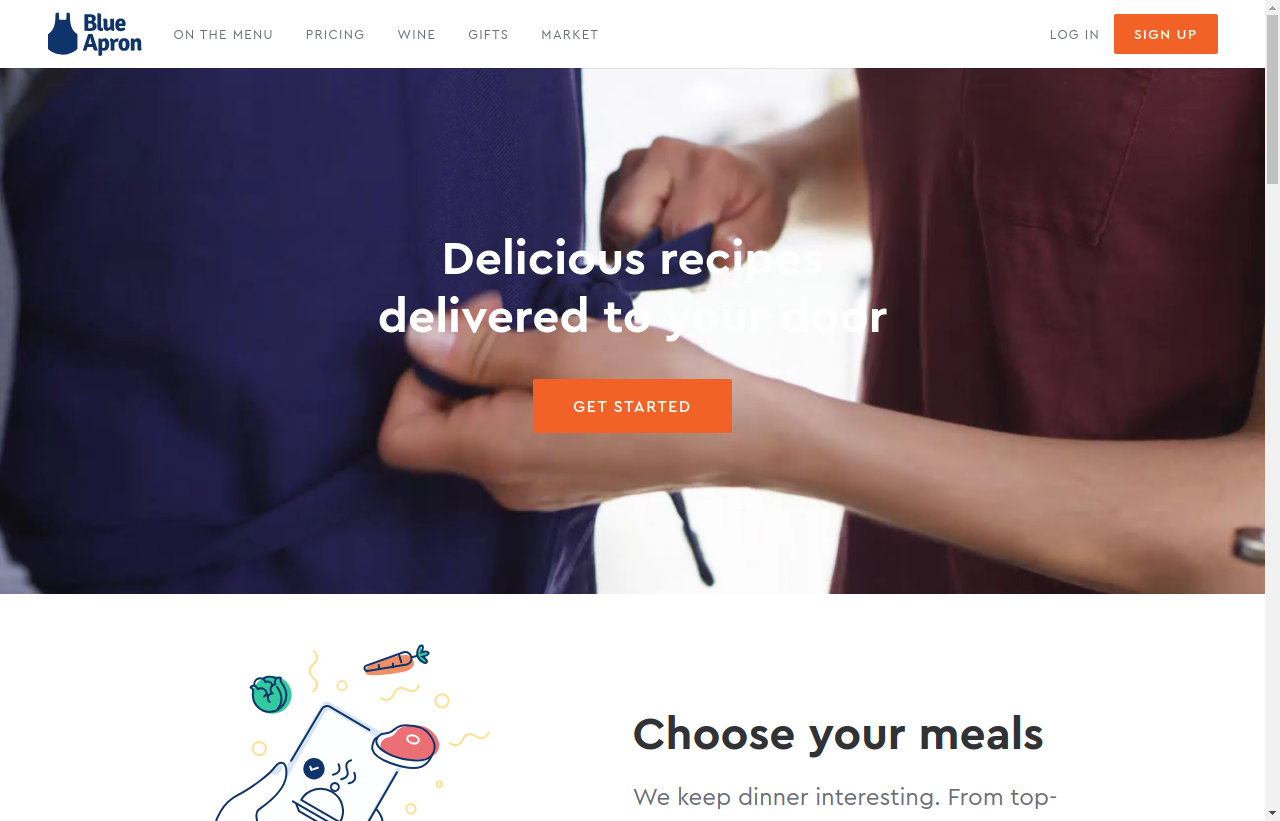 Blue Apron
ON THE MENU
PRICING
WINE
GIFTS
MARKET
LOG IN
SIGN UP
Delicious recipes
delivered to your door
GET STARTED
Choose your meals
We keep dinner interesting. From top-